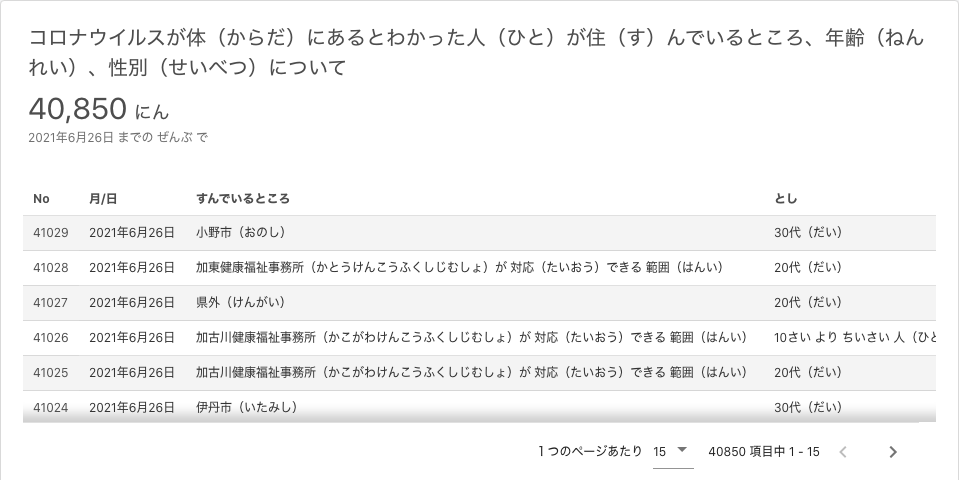 コロナウイルスが体（からだ）にあるとわかった人（ひと）が住（す）んでいるところ、年齢（ねん
れい）、性別（せいべつ）について
40,850 にん
2021年6月26日 までの ぜんぶ で
No 月/日 すんでいるところ とし
41029 2021年6月26日 小野市（おのし） 30代（だい）
41028 2021年6月26日 加東健康福祉事務所（かとうけんこうふくしじむしょ）が 対応（たいおう）できる 範囲（はんい） 20代（だい）
41027 2021年6月26日 県外（けんがい） 20代（だい）
41026 2021年6月26日 加古川健康福祉事務所（かこがわけんこうふくしじむしょ）が 対応（たいおう）できる 範囲（はんい） 10さい より ちいさい 人（ひと
41025 2021年6月26日 加古川健康福祉事務所（かこがわけんこうふくしじむしょ）が 対応（たいおう）できる 範囲（はんい） 20代（だい）
41024 2021年6月26日 伊丹市（いたみし） 30代（だい）
1 つのページあたり 15 40850 項目中 1 - 15